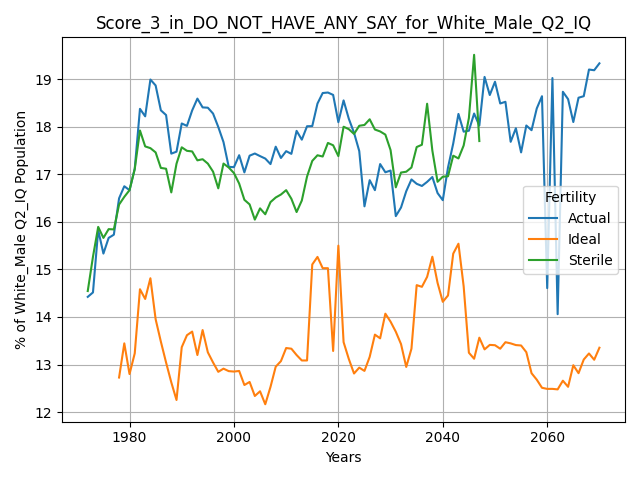 Score_3_in_DO_NOT_HAVE_ANY_SAY_for_White_Male_Q2_IQ
% of White_Male Q2_IQ Population
19
18
17
16
15
14
13
12
Fertility
Actual
Ideal
Sterile
1980
2000
2020
2040
2060
Years